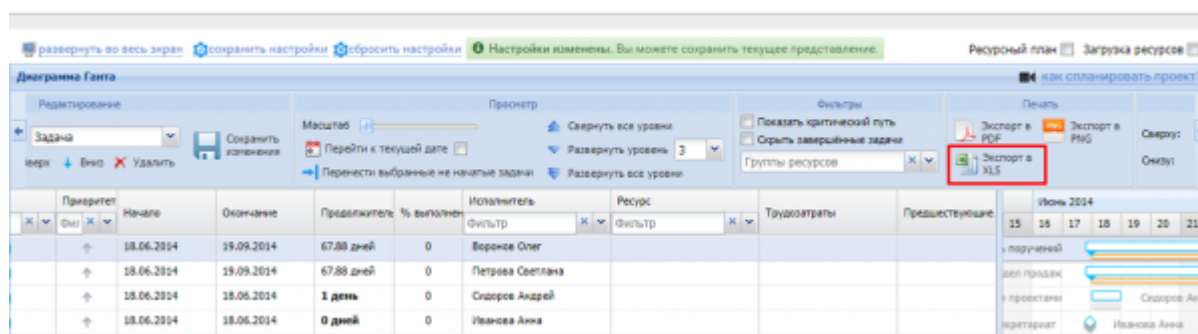 развернуть во весь экран сохранить настройки сбросить настройки Настройки изменены. Вы можете сохранить текущее представление. Ресурсный план Загрузка ресурсов
Диаграмма Ганта как спланировать проект
Редактирование Просмотр Фильтры Печать
Задача Сохранить изменения
верх Вниз Удалить
Масштаб Свернуть все уровни
Перейти к текущей дате Развернуть уровень 3
Перенести выбранные не начатые задачи Развернуть все уровни
Показать критический путь
Скрыть завершённые задачи
Группы ресурсов
Экспорт в PDF Экспорт в PNG Сверху:
Экспорт в XLS Снизу:
Приоритет Начало Окончание Продолжитель % выполнен Исполнитель Ресурс Трудозатраты Предшествующие. Июнь 2014
Фил Фильтр Фильтр 15 16 17 18 19 20 21
18.06.2014 19.09.2014 67.88 дней 0 Воронов Олег поручений
18.06.2014 19.09.2014 67.88 дней 0 Петрова Светлана дел продаж
18.06.2014 18.06.2014 1 день 0 Сидоров Андрей Сидоров Ан
18.06.2014 18.06.2014 0 дней 0 Иванова Анна кретариат Иванова Анна